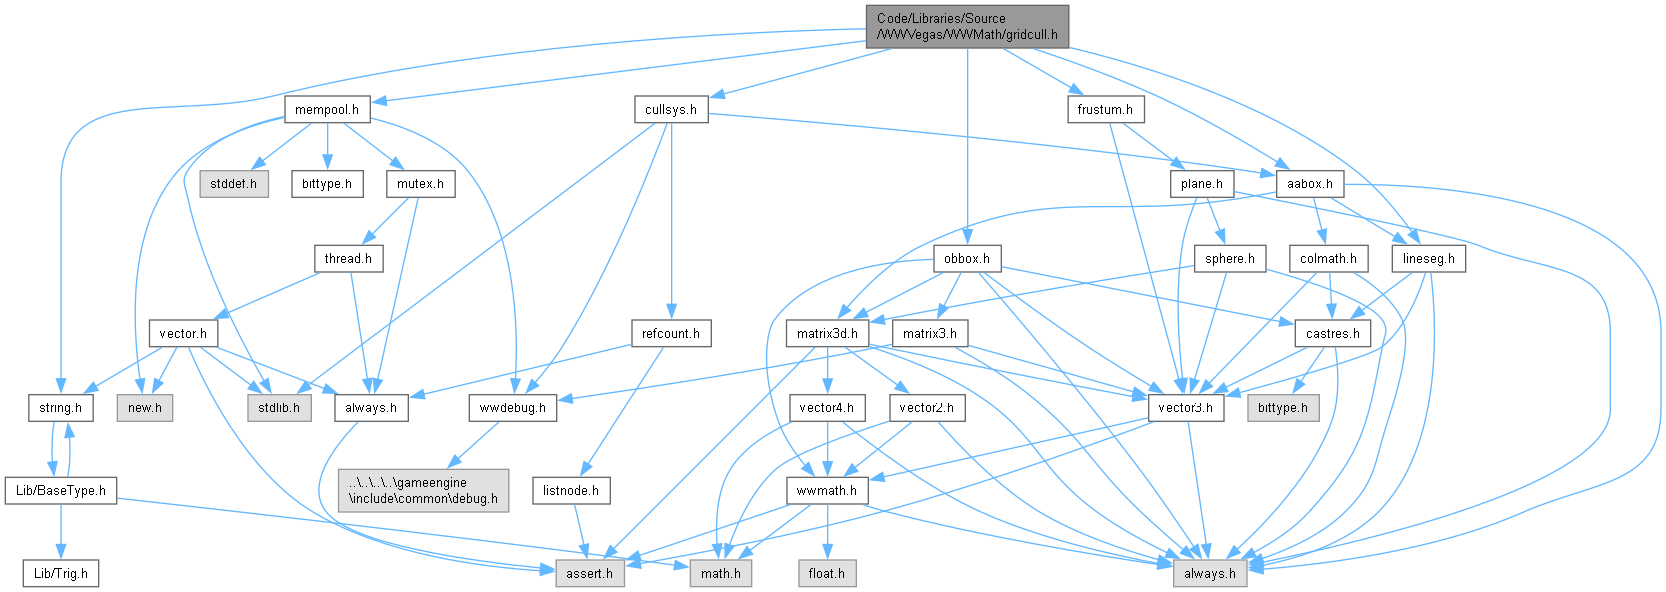 Code/Libraries/Source
/WWVegas/WWMath/gridcull.h
mempool.h
cullsys.h
frustum.h
stddef.h
bittype.h
mutex.h
plane.h
aabox.h
thread.h
obbox.h
sphere.h
colmath.h
lineseg.h
vector.h
refcount.h
matrix3d.h
matrix3.h
castres.h
string.h
new.h
stdlib.h
always.h
wwdebug.h
vector4.h
vector2.h
vector3.h
bittype.h
Lib/BaseType.h
..\..\..\..\gameengine
\include\common\debug.h
listnode.h
wwmath.h
Lib/Trig.h
assert.h
math.h
float.h
always.h